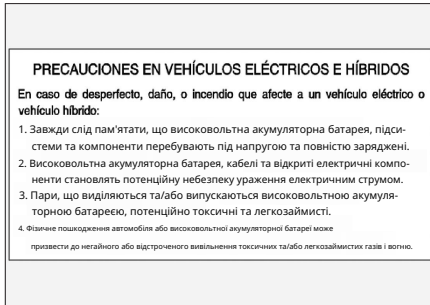 PRECAUCIONES EN VEHÍCULOS ELÉCTRICOS E HÍBRIDOS
En caso de desperfecto, daño, o incendio que afecte a un vehículo eléctrico o
vehículo híbrido:
1. Завжди слід пам'ятати, що високовольтна акумуляторна батарея, підси-
стеми та компоненти перебувають під напругою та повністю заряджені.
2. Високовольтна акумуляторна батарея, кабелі та відкриті електричні компо-
ненти становлять потенційну небезпеку ураження електричним струмом.
3. Пари, що виділяються та/або випускаються високовольтною акумуля-
торною батареєю, потенційно токсичні та легкозаймисті.
4. Фізичне пошкодження автомобіля або високовольтної акумуляторної батареї може
призвести до негайного або відстроченого вивільнення токсичних та/або легкозаймистих газів і вогню.